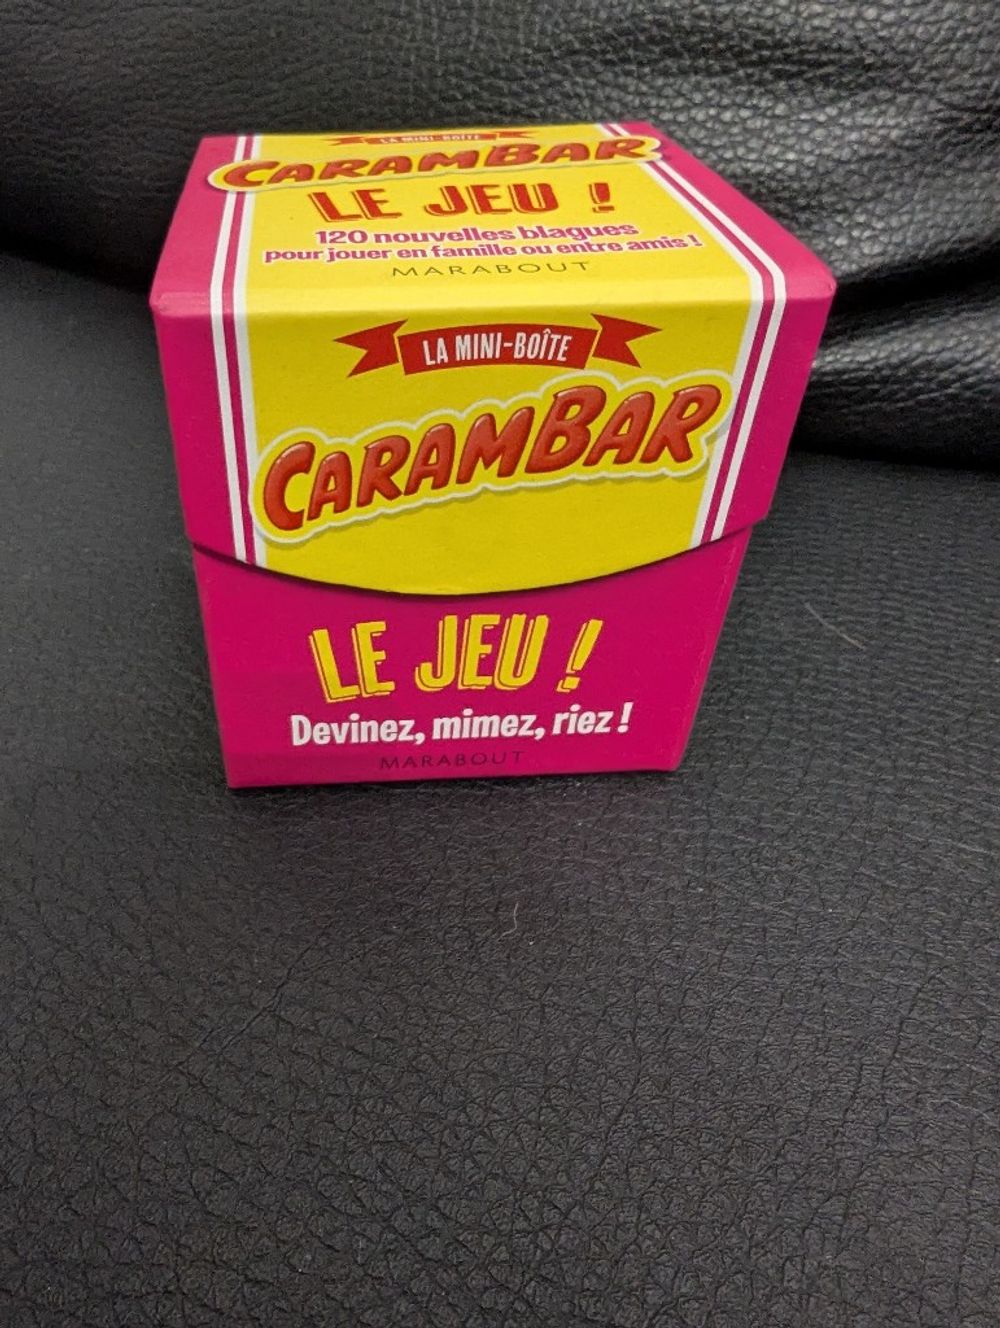 LA MINI-BOÎTE
CARAMBAR
LE JEU !
120 nouvelles blagues
pour jouer en famille ou entre amis !
MARABOUT
LA MINI-BOÎTE
CARAMBAR
LE JEU !
Devinez, mimez, riez !
MARABOUT